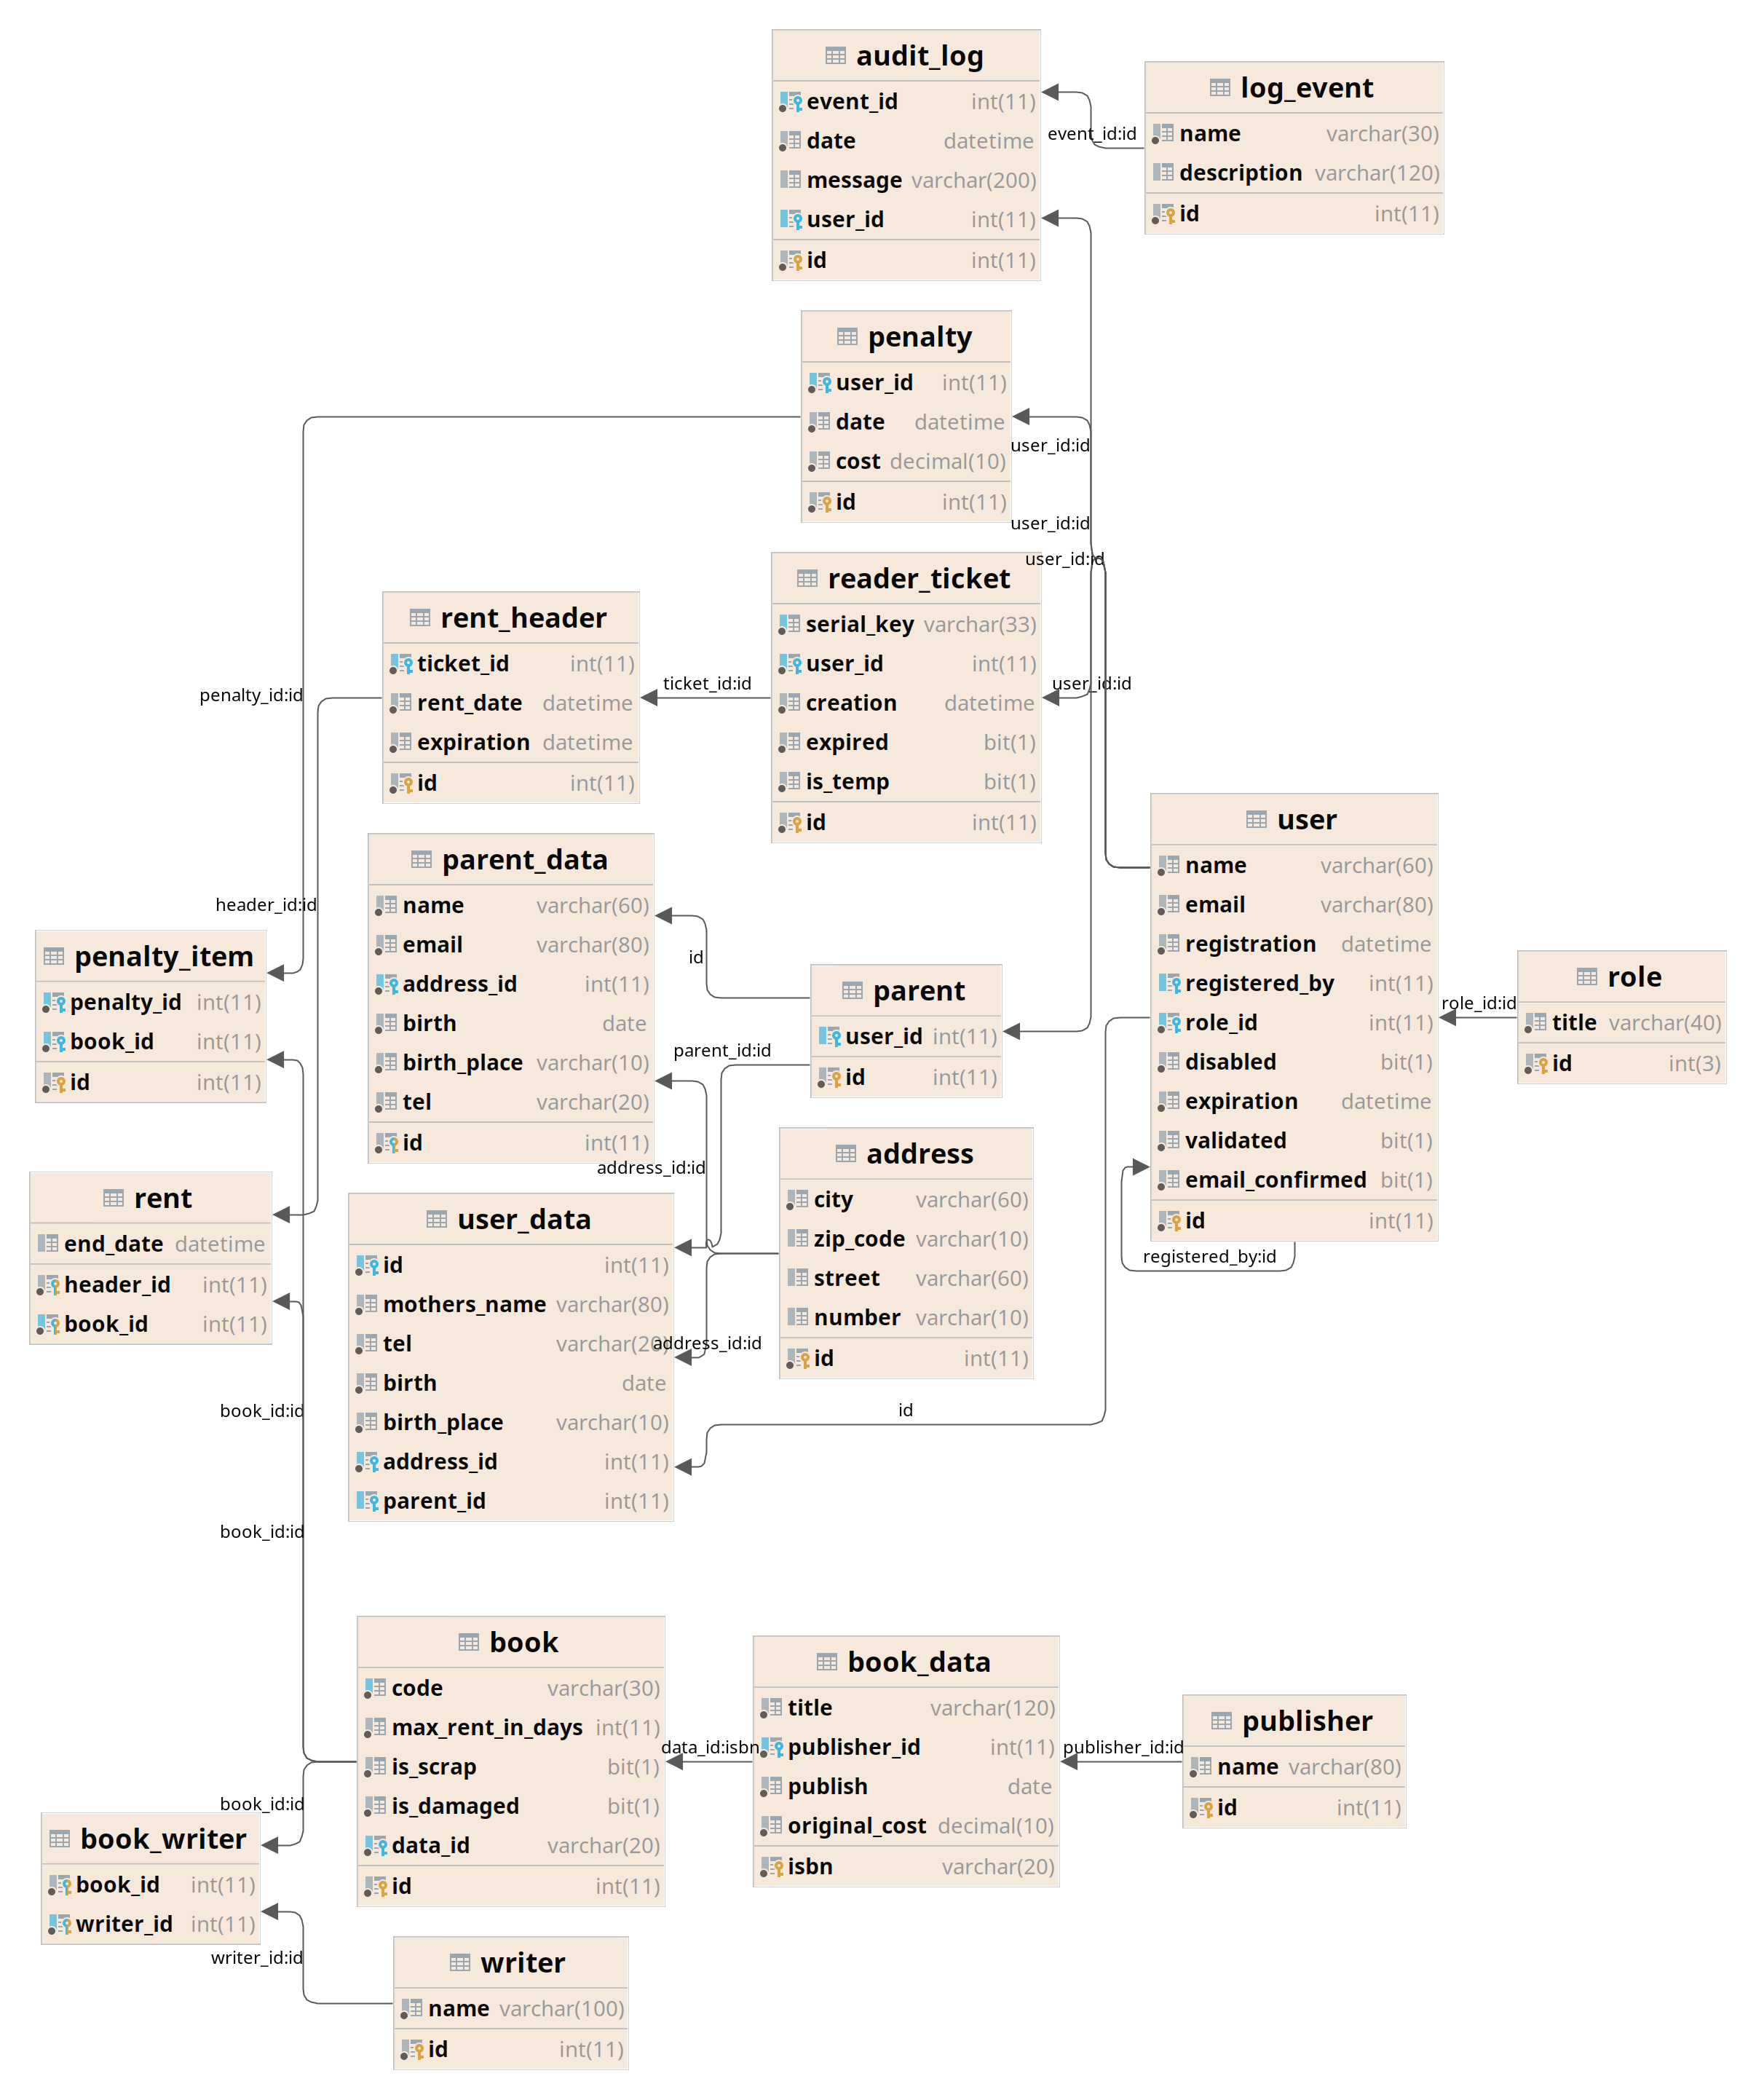 audit_log
event_id int(11)
date datetime
message varchar(200)
user_id int(11)
id int(11)
log_event
name varchar(30)
description varchar(120)
id int(11)
event_id:id
penalty
user_id int(11)
date datetime
cost decimal(10)
id int(11)
user_id:id
user_id:id
user_id:id
user_id:id
reader_ticket
serial_key varchar(33)
user_id int(11)
creation datetime
expired bit(1)
is_temp bit(1)
id int(11)
rent_header
ticket_id int(11)
rent_date datetime
expiration datetime
id int(11)
ticket_id:id
penalty_id:id
header_id:id
parent_data
name varchar(60)
email varchar(80)
address_id int(11)
birth date
birth_place varchar(10)
tel varchar(20)
id int(11)
id
parent_id:id
parent
user_id int(11)
id int(11)
user
name varchar(60)
email varchar(80)
registration datetime
registered_by int(11)
role_id int(11)
disabled bit(1)
expiration datetime
validated bit(1)
email_confirmed bit(1)
id int(11)
registered_by:id
role_id:id
role
title varchar(40)
id int(3)
penalty_item
penalty_id int(11)
book_id int(11)
id int(11)
address
city varchar(60)
zip_code varchar(10)
street varchar(60)
number varchar(10)
id int(11)
address_id:id
address_id:id
id
rent
end_date datetime
header_id int(11)
book_id int(11)
user_data
id int(11)
mothers_name varchar(80)
tel varchar(20)
birth date
birth_place varchar(10)
address_id int(11)
parent_id int(11)
book_id:id
book_id:id
book_id:id
book
code varchar(30)
max_rent_in_days int(11)
is_scrap bit(1)
is_damaged bit(1)
data_id varchar(20)
id int(11)
data_id:isbn
book_data
title varchar(120)
publisher_id int(11)
publish date
original_cost decimal(10)
isbn varchar(20)
publisher_id:id
publisher
name varchar(80)
id int(11)
book_writer
book_id int(11)
writer_id int(11)
writer_id:id
writer
name varchar(100)
id int(11)